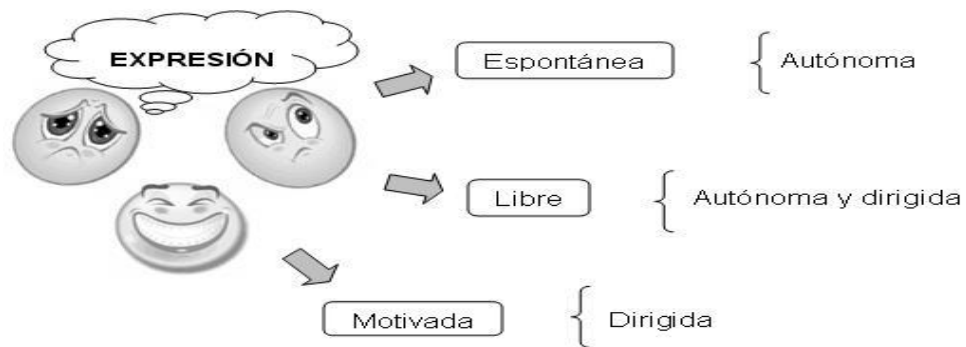 EXPRESIÓN
Espontánea
Autónoma
Libre
Autónoma y dirigida
Motivada
Dirigida